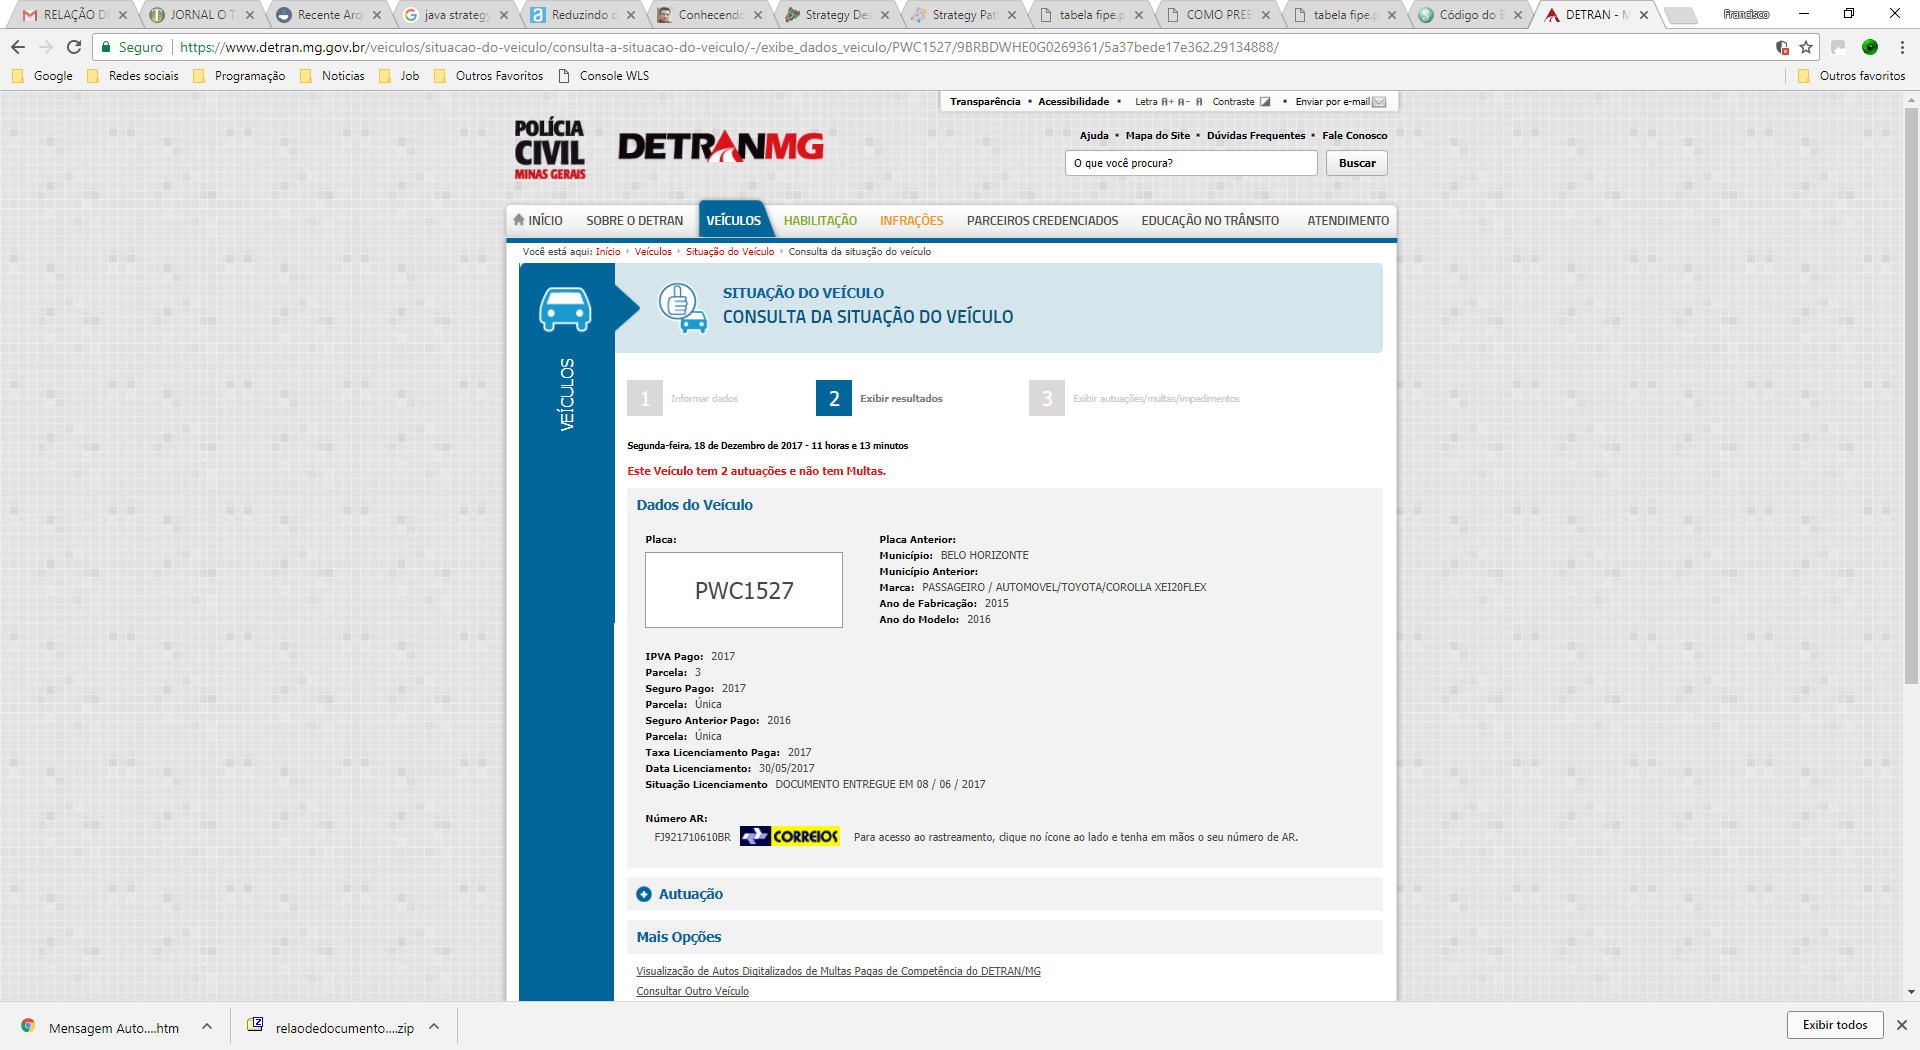 RELAÇÃO D
JORNAL O T
Recente Arq
java strategy
Reduzindo d
Conhecendo
Strategy Des
Strategy Pat
tabela fipe.p
COMO PREE
tabela fipe.p
Código do B
DETRAN - M
Francisco
Seguro
https://www.detran.mg.gov.br/veiculos/situacao-do-veiculo/consulta-a-situacao-do-veiculo/-/exibe_dados_veiculo/PWC1527/9BRBDWHE0G0269361/5a37bede17e362.29134888/
Google
Redes sociais
Programação
Noticias
Job
Outros Favoritos
Console WLS
Outros favoritos
Transparência • Acessibilidade • Letra A+ A- A Contraste • Enviar por e-mail
POLÍCIA
CIVIL
MINAS GERAIS
DETRANMG
Ajuda • Mapa do Site • Dúvidas Frequentes • Fale Conosco
O que você procura?
Buscar
INÍCIO
SOBRE O DETRAN
VEÍCULOS
HABILITAÇÃO
INFRAÇÕES
PARCEIROS CREDENCIADOS
EDUCAÇÃO NO TRÂNSITO
ATENDIMENTO
Você está aqui: Início Veículos Situação do Veículo Consulta da situação do veículo
VEÍCULOS
SITUAÇÃO DO VEÍCULO
CONSULTA DA SITUAÇÃO DO VEÍCULO
1 Informar dados
2 Exibir resultados
3 Exibir autuações/multas/impedimentos
Segunda-feira, 18 de Dezembro de 2017 - 11 horas e 13 minutos
Este Veículo tem 2 autuações e não tem Multas.
Dados do Veículo
Placa:
PWC1527
Placa Anterior:
Município: BELO HORIZONTE
Município Anterior:
Marca: PASSAGEIRO / AUTOMOVEL/TOYOTA/COROLLA XEI20FLEX
Ano de Fabricação: 2015
Ano do Modelo: 2016
IPVA Pago: 2017
Parcela: 3
Seguro Pago: 2017
Parcela: Única
Seguro Anterior Pago: 2016
Parcela: Única
Taxa Licenciamento Paga: 2017
Data Licenciamento: 30/05/2017
Situação Licenciamento DOCUMENTO ENTREGUE EM 08 / 06 / 2017
Número AR:
FJ921710610BR CORREIOS Para acesso ao rastreamento, clique no ícone ao lado e tenha em mãos o seu número de AR.
Autuação
Mais Opções
Visualização de Autos Digitalizados de Multas Pagas de Competência do DETRAN/MG
Consultar Outro Veículo
Mensagem Auto....htm
relaodedocumento....zip
Exibir todos